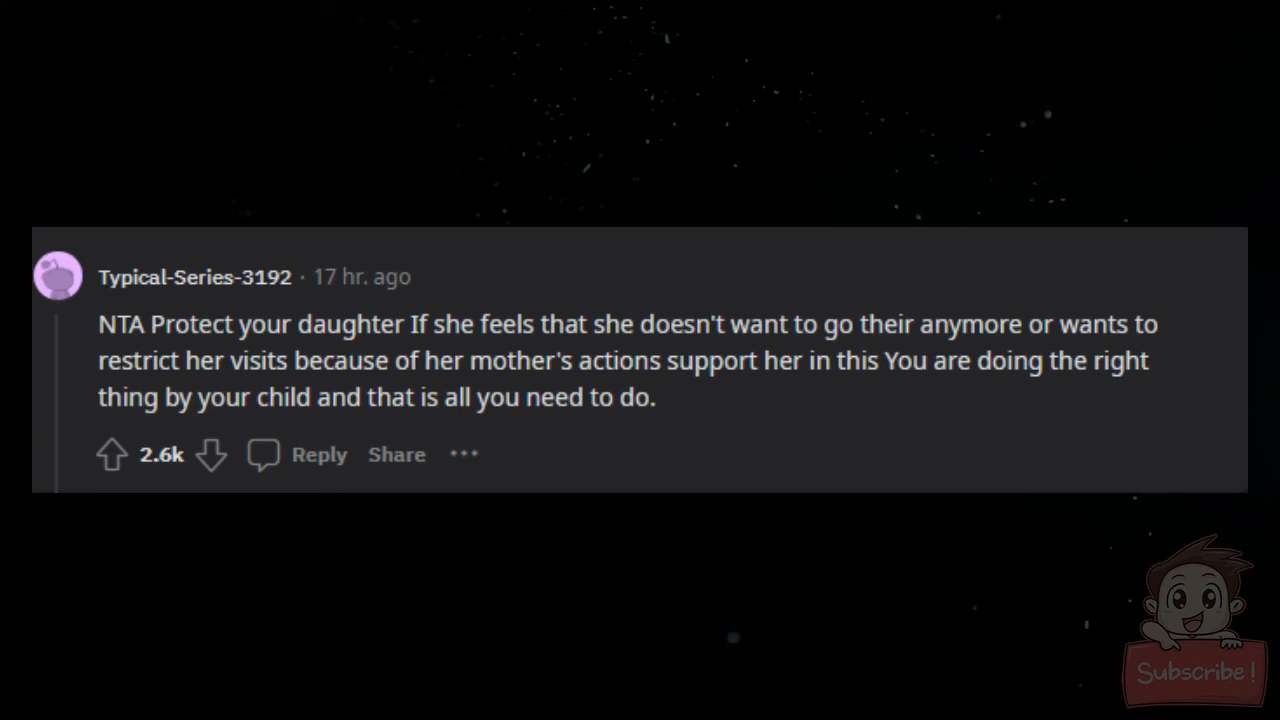 Typical-Series-3192 · 17 hr. ago
NTA Protect your daughter If she feels that she doesn't want to go their anymore or wants to
restrict her visits because of her mother's actions support her in this You are doing the right
thing by your child and that is all you need to do.
2.6k Reply Share ···
Subscribe!